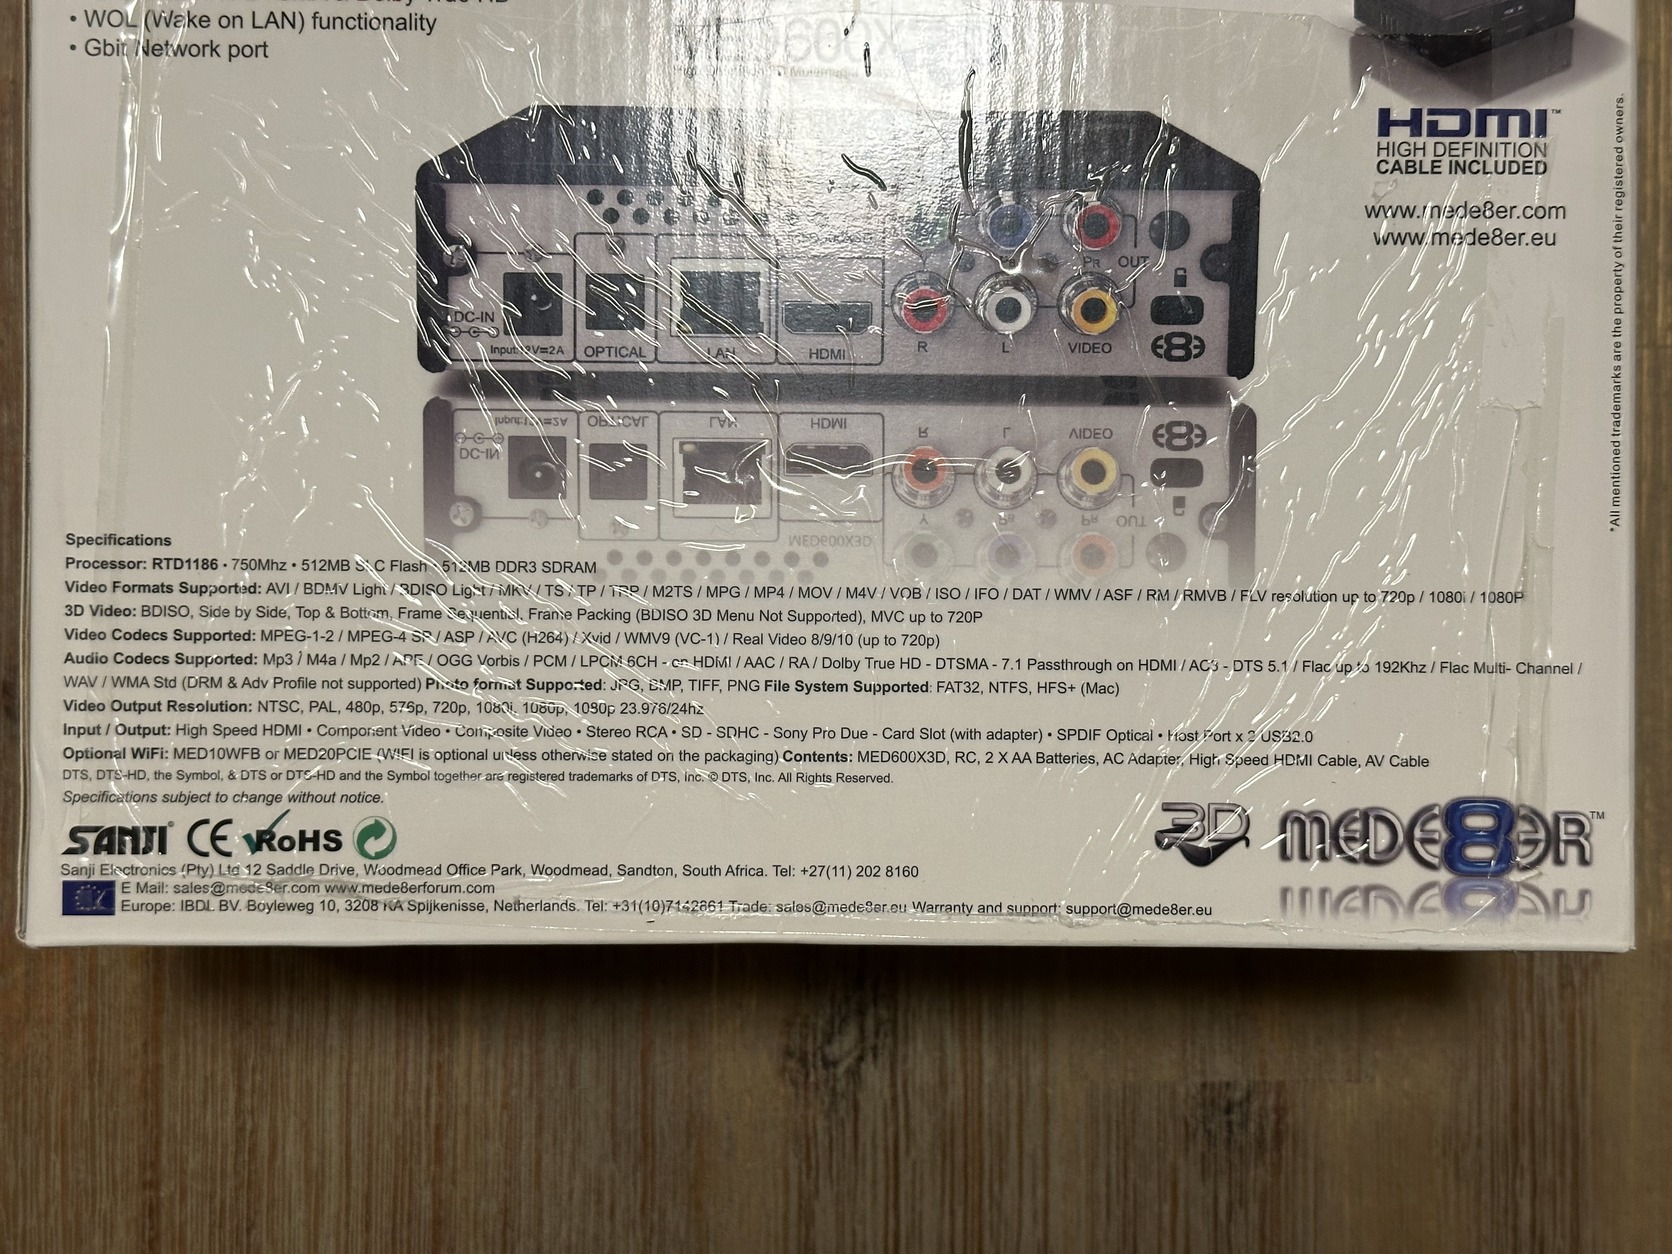 • WOL (Wake on LAN) functionality
• Gbit Network port
HDMI™
HIGH DEFINITION
CABLE INCLUDED
www.mede8er.com
www.mede8er.eu
*All mentioned trademarks are the property of their registered owners.
PR OUT
DC-IN
OPTICAL
LAN
HDMI
R
L
VIDEO
Specifications
Processor: RTD1186 • 750Mhz • 512MB SLC Flash • 512MB DDR3 SDRAM
Video Formats Supported: AVI / BDMV Light / BDISO Light / MKV / TS / TP / TRP / M2TS / MPG / MP4 / MOV / M4V / VOB / ISO / IFO / DAT / WMV / ASF / RM / RMVB / FLV resolution up to 720p / 1080i / 1080P
3D Video: BDISO, Side by Side, Top & Bottom, Frame Sequential, Frame Packing (BDISO 3D Menu Not Supported), MVC up to 720P
Video Codecs Supported: MPEG-1-2 / MPEG-4 SP / ASP / AVC (H264) / Xvid / WMV9 (VC-1) / Real Video 8/9/10 (up to 720p)
Audio Codecs Supported: Mp3 / M4a / Mp2 / APE / OGG Vorbis / PCM / LPCM 6CH - on HDMI / AAC / RA / Dolby True HD - DTSMA - 7.1 Passthrough on HDMI / AC3 - DTS 5.1 / Flac up to 192Khz / Flac Multi- Channel /
WAV / WMA Std (DRM & Adv Profile not supported) Photo format Supported: JPG, BMP, TIFF, PNG File System Supported: FAT32, NTFS, HFS+ (Mac)
Video Output Resolution: NTSC, PAL, 480p, 576p, 720p, 1080i, 1080p, 1080p 23.976/24hz
Input / Output: High Speed HDMI • Component Video • Composite Video • Stereo RCA • SD - SDHC - Sony Pro Due - Card Slot (with adapter) • SPDIF Optical • Host Port x 2 USB2.0
Optional WiFi: MED10WFB or MED20PCIE (WIFI is optional unless otherwise stated on the packaging) Contents: MED600X3D, RC, 2 X AA Batteries, AC Adapter, High Speed HDMI Cable, AV Cable
DTS, DTS-HD, the Symbol, & DTS or DTS-HD and the Symbol together are registered trademarks of DTS, Inc. © DTS, Inc. All Rights Reserved.
Specifications subject to change without notice.
SANJI CE RoHS
3D MEDE8ER™
Sanji Electronics (Pty) Ltd 12 Saddle Drive, Woodmead Office Park, Woodmead, Sandton, South Africa. Tel: +27(11) 202 8160
E Mail: sales@mede8er.com www.mede8erforum.com
Europe: IBDL BV. Boyleweg 10, 3208 KA Spijkenisse, Netherlands. Tel: +31(10)7142861 Trade: sales@mede8er.eu Warranty and support: support@mede8er.eu